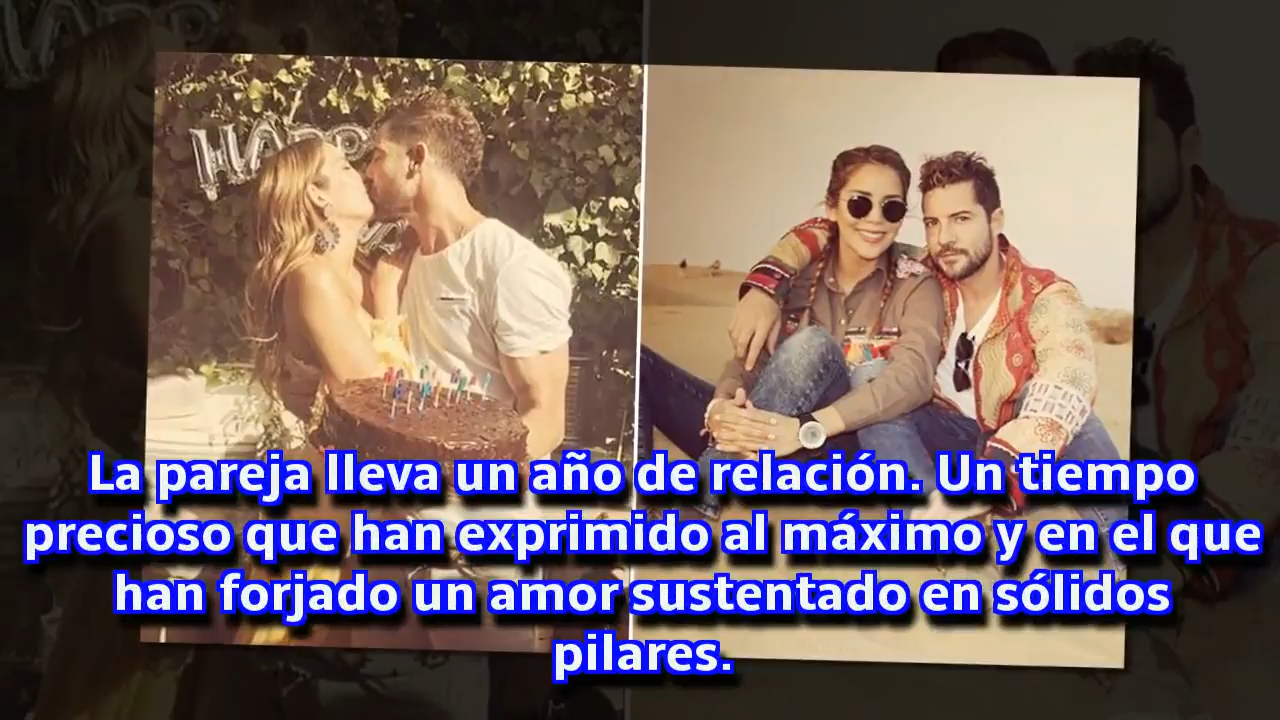 HAPP
La pareja lleva un año de relación. Un tiempo
precioso que han exprimido al máximo y en el que
han forjado un amor sustentado en sólidos
pilares.